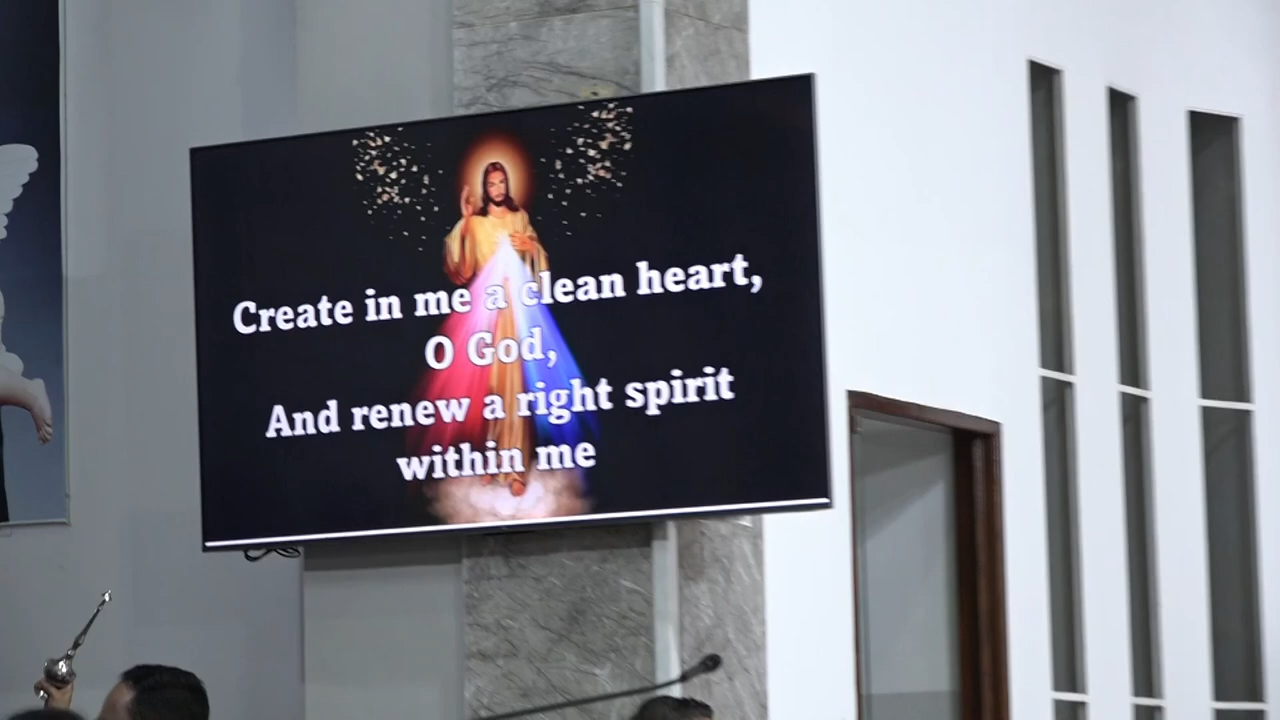 Create in me a clean heart,
O God,
And renew a right spirit
within me